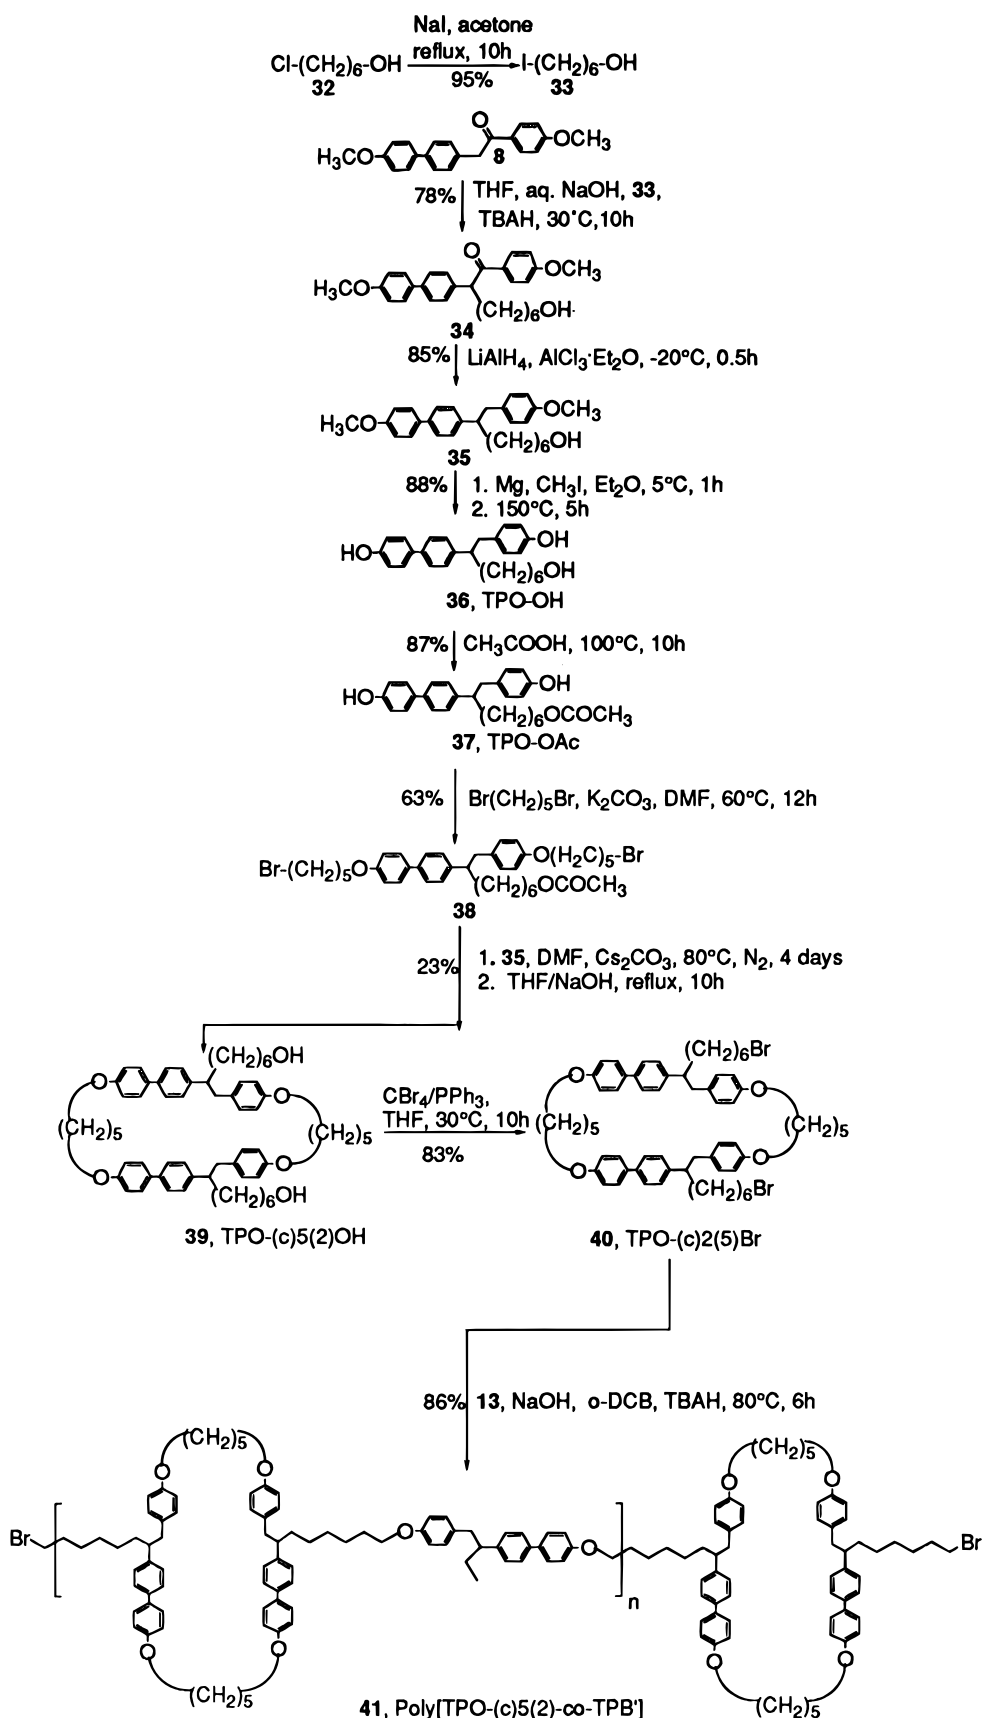 NaI, acetone
reflux, 10h
Cl-(CH2)6-OH
I-(CH2)6-OH
32
95%
33
O
OCH3
H3CO
8
78%
THF, aq. NaOH, 33,
TBAH, 30°C,10h
O
OCH3
H3CO
(CH2)6OH
34
85%
LiAlH4, AlCl3·Et2O, -20°C, 0.5h
OCH3
H3CO
(CH2)6OH
35
88%
1. Mg, CH3I, Et2O, 5°C, 1h
2. 150°C, 5h
OH
HO
(CH2)6OH
36, TPO-OH
87%
CH3COOH, 100°C, 10h
OH
HO
(CH2)6OCOCH3
37, TPO-OAc
63%
Br(CH2)5Br, K2CO3, DMF, 60°C, 12h
O(H2C)5-Br
Br-(CH2)5O
(CH2)6OCOCH3
38
23%
1. 35, DMF, Cs2CO3, 80°C, N2, 4 days
2. THF/NaOH, reflux, 10h
(CH2)6OH
O
O
(CH2)5
(CH2)5
O
O
(CH2)6OH
39, TPO-(c)5(2)OH
CBr4/PPh3,
THF, 30°C, 10h
83%
(CH2)6Br
O
O
(CH2)5
(CH2)5
O
O
(CH2)6Br
40, TPO-(c)2(5)Br
86%
13, NaOH, o-DCB, TBAH, 80°C, 6h
(CH2)5
(CH2)5
O
O
O
O
Br
O
O
n
Br
O
O
O
O
(CH2)5
(CH2)5
41, Poly[TPO-(c)5(2)-co-TPB']